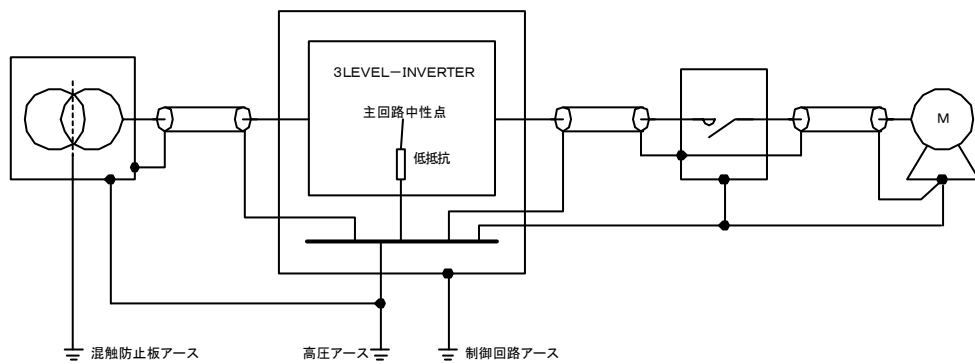 3LEVEL-INVERTER
主回路中性点
低抵抗
M
混触防止板アース
高圧アース
制御回路アース